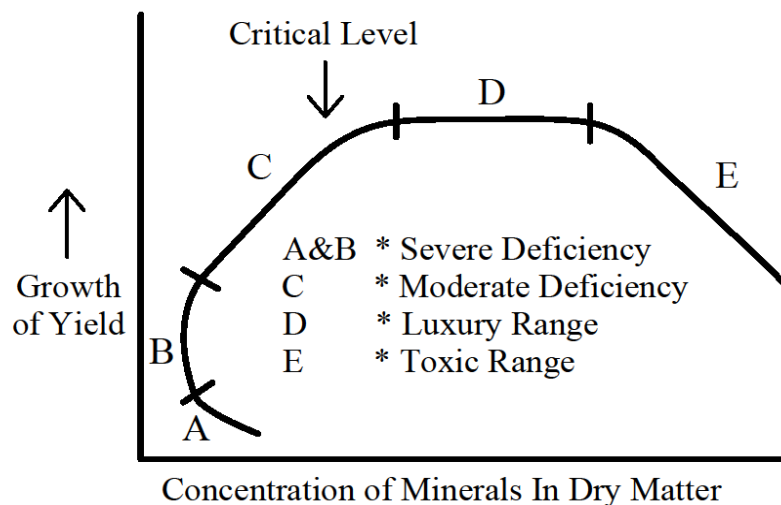 Critical Level
D
C
E
A&B * Severe Deficiency
C * Moderate Deficiency
D * Luxury Range
E * Toxic Range
Growth
of Yield
B
A
Concentration of Minerals In Dry Matter